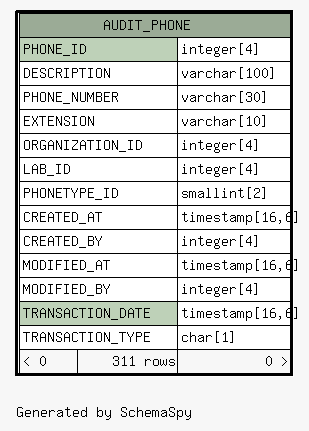 AUDIT_PHONE
PHONE_ID integer[4]
DESCRIPTION varchar[100]
PHONE_NUMBER varchar[30]
EXTENSION varchar[10]
ORGANIZATION_ID integer[4]
LAB_ID integer[4]
PHONETYPE_ID smallint[2]
CREATED_AT timestamp[16,6]
CREATED_BY integer[4]
MODIFIED_AT timestamp[16,6]
MODIFIED_BY integer[4]
TRANSACTION_DATE timestamp[16,6]
TRANSACTION_TYPE char[1]
< 0 311 rows 0 >
Generated by SchemaSpy